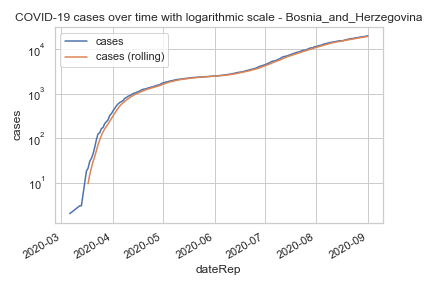 COVID-19 cases over time with logarithmic scale - Bosnia_and_Herzegovina
cases
cases (rolling)
10⁴
10³
10²
10¹
cases
2020-03
2020-04
2020-05
2020-06
2020-07
2020-08
2020-09
dateRep